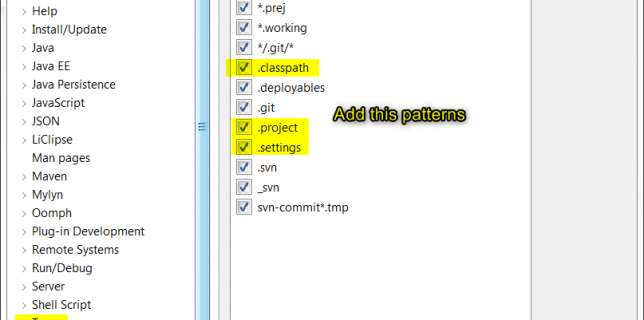 Help
Install/Update
Java
Java EE
Java Persistence
JavaScript
JSON
LiClipse
Man pages
Maven
Mylyn
Oomph
Plug-in Development
Remote Systems
Run/Debug
Server
Shell Script
*.prej
*.working
*/.git/*
.classpath
.deployables
.git
.project
.settings
.svn
_svn
svn-commit*.tmp
Add this patterns